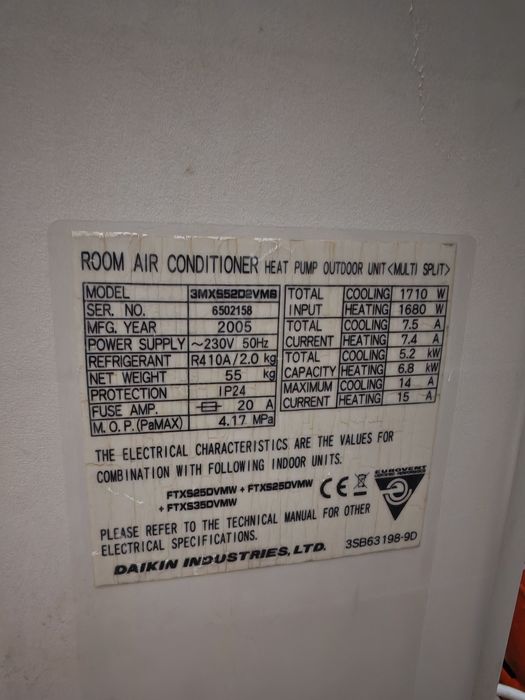 ROOM AIR CONDITIONER HEAT PUMP OUTDOOR UNIT <MULTI SPLIT>
MODEL 3MXS52D2VMB
SER. NO. 6502158
MFG. YEAR 2005
POWER SUPPLY ~230V 50Hz
REFRIGERANT R410A/2.0 kg
NET WEIGHT 55 kg
PROTECTION IP24
FUSE AMP. 20 A
M.O.P.(PaMAX) 4.17 MPa
TOTAL INPUT COOLING 1710 W
HEATING 1680 W
TOTAL CURRENT COOLING 7.5 A
HEATING 7.4 A
TOTAL CAPACITY COOLING 5.2 kW
HEATING 6.8 kW
MAXIMUM CURRENT COOLING 14 A
HEATING 15 A
THE ELECTRICAL CHARACTERISTICS ARE THE VALUES FOR
COMBINATION WITH FOLLOWING INDOOR UNITS.
FTXS25DVMW + FTXS25DVMW
+ FTXS35DVMW
CE
EUROVENT
PLEASE REFER TO THE TECHNICAL MANUAL FOR OTHER
ELECTRICAL SPECIFICATIONS.
DAIKIN INDUSTRIES, LTD.
3SB63198-9D